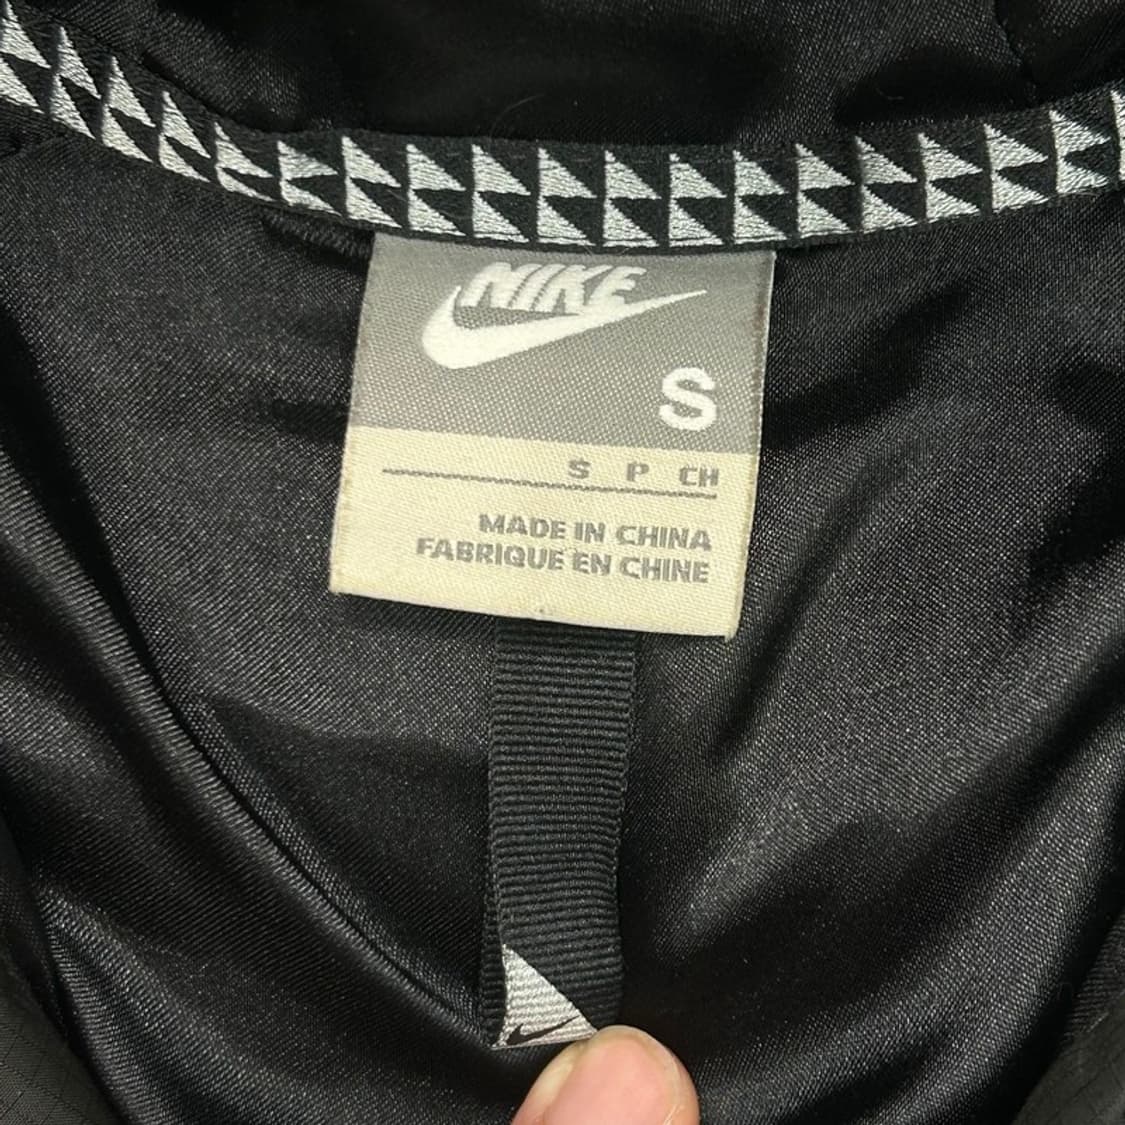 NIKE
S
S P CH
MADE IN CHINA
FABRIQUE EN CHINE